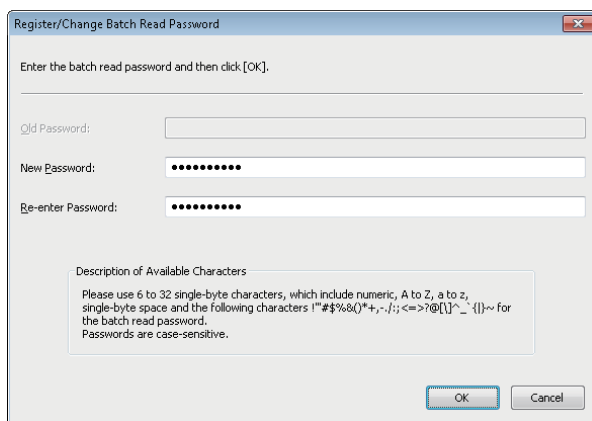 Register/Change Batch Read Password
Enter the batch read password and then click [OK].
Old Password:
New Password: ●●●●●●●●●●
Re-enter Password: ●●●●●●●●●●
Description of Available Characters
Please use 6 to 32 single-byte characters, which include numeric, A to Z, a to z,
single-byte space and the following characters !"'#$%&()*+,-./:;<=>?@[\]^_`{|}~ for
the batch read password.
Passwords are case-sensitive.
OK Cancel